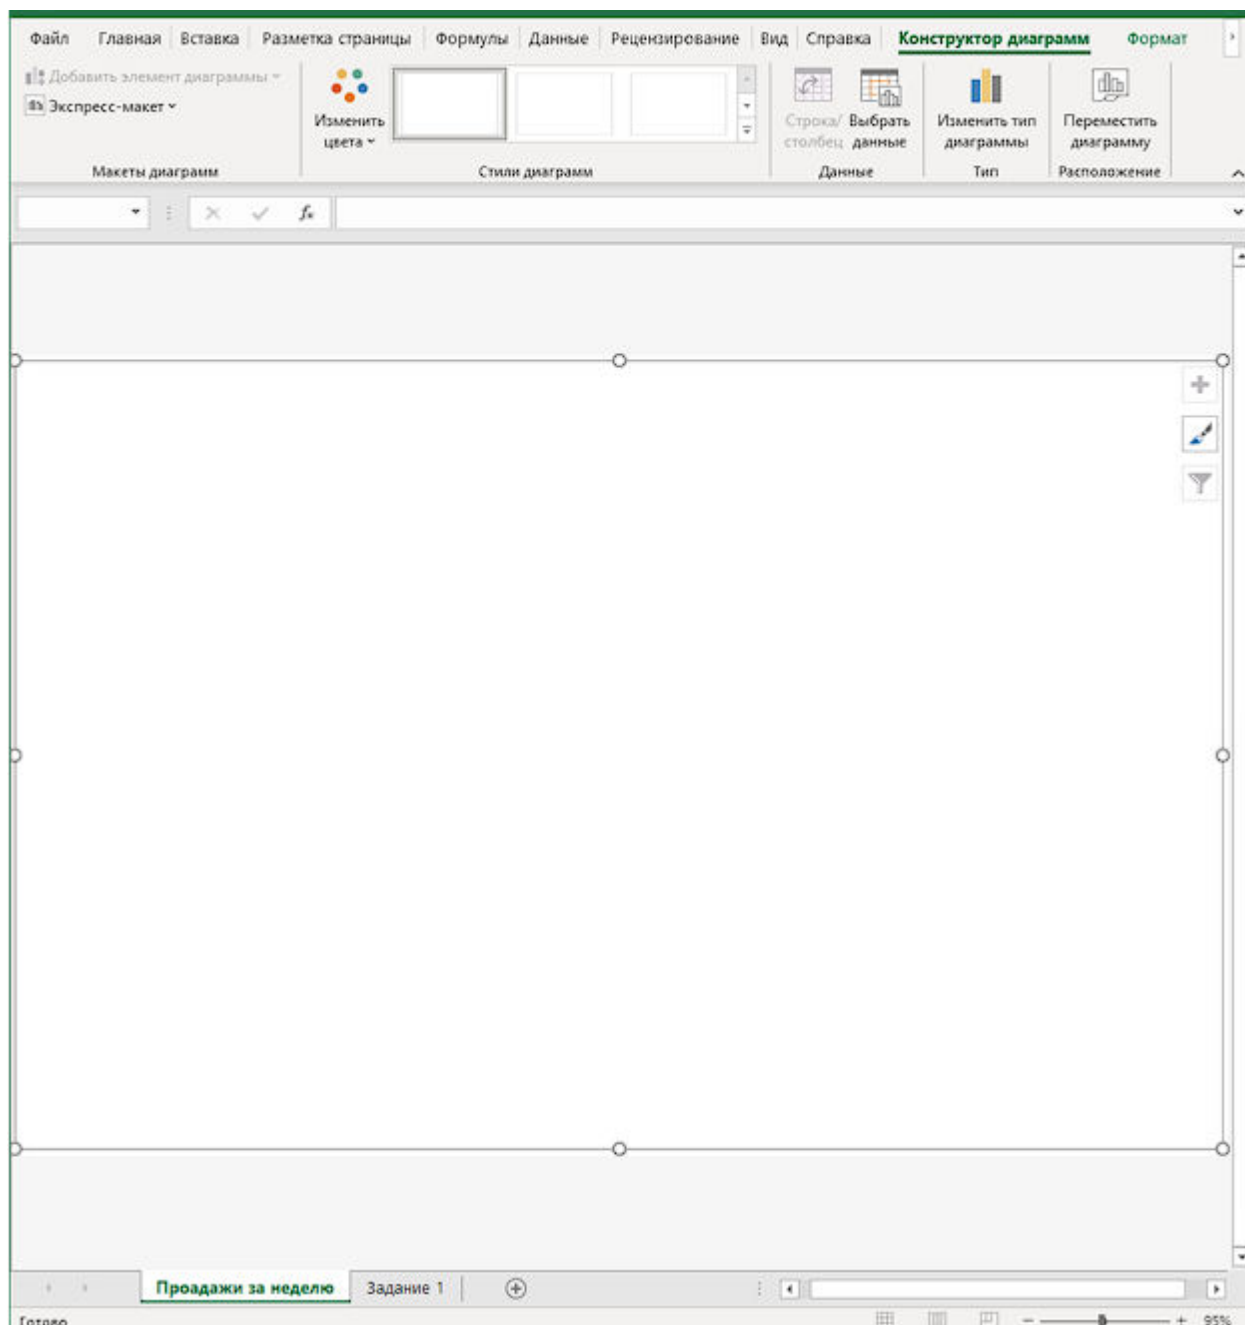 Файл Главная Вставка Разметка страницы Формулы Данные Рецензирование Вид Справка Конструктор диаграмм Формат
Добавить элемент диаграммы
Экспресс-макет
Изменить
цвета
Строка/
столбец
Выбрать
данные
Изменить тип
диаграммы
Переместить
диаграмму
Макеты диаграмм Стили диаграмм Данные Тип Расположение
fx
Проадажи за неделю Задание 1
Готово 95%